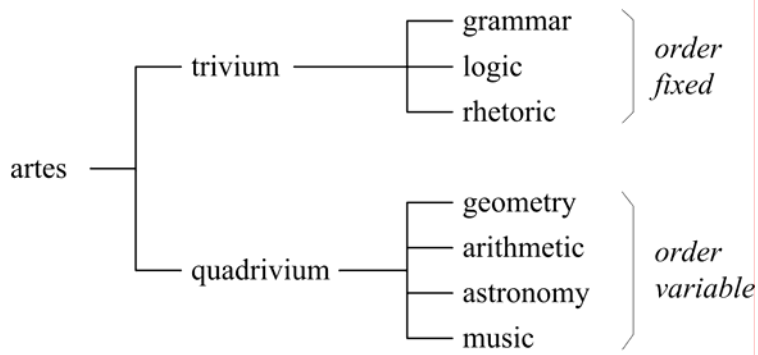 artes
trivium
grammar
logic
rhetoric
order
fixed
quadrivium
geometry
arithmetic
astronomy
music
order
variable